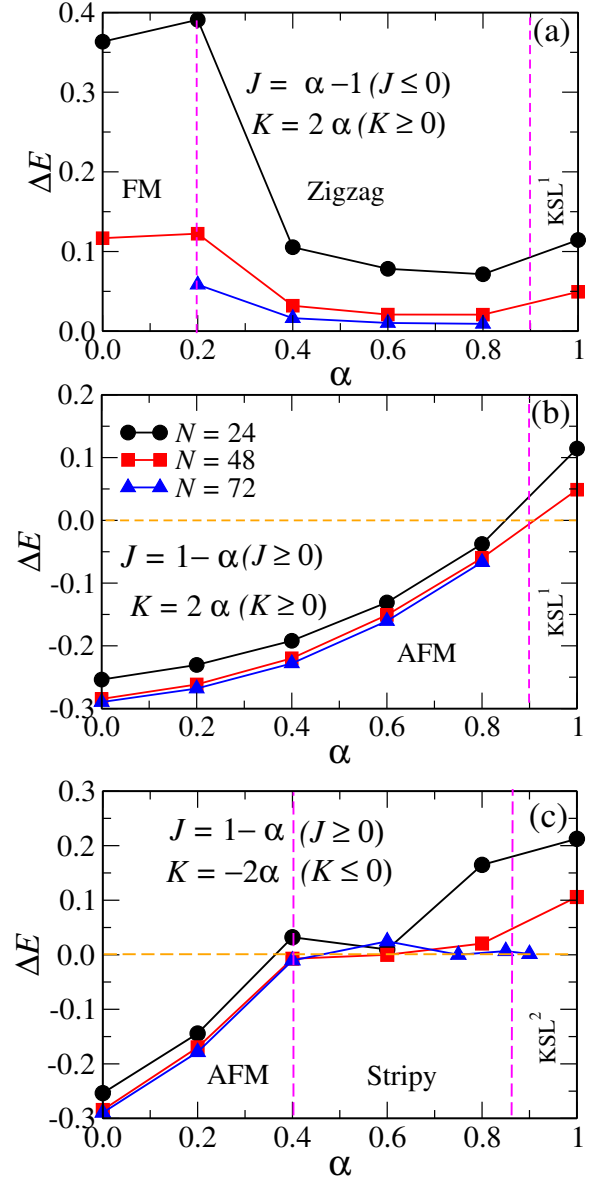 (a)
J = α −1 (J ≤ 0)
K = 2 α (K ≥ 0)
FM
Zigzag
KSL¹
ΔE
0.4
0.3
0.2
0.1
0.0
0.0 0.2 0.4 0.6 0.8 1
α
(b)
N = 24
N = 48
N = 72
J = 1− α (J ≥ 0)
K = 2 α (K ≥ 0)
AFM
KSL¹
ΔE
0.2
0.1
0.0
-0.1
-0.2
-0.3
0.0 0.2 0.4 0.6 0.8 1
α
(c)
J = 1− α (J ≥ 0)
K = −2α (K ≤ 0)
AFM
Stripy
KSL²
ΔE
0.3
0.2
0.1
0.0
-0.1
-0.2
-0.3
0.0 0.2 0.4 0.6 0.8 1
α